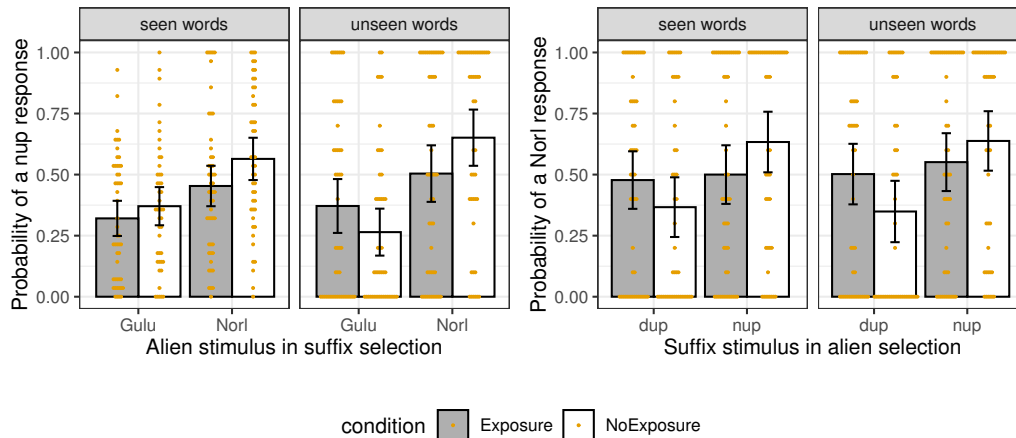 seen words
unseen words
Probability of a nup response
1.00
0.75
0.50
0.25
0.00
Gulu
Norl
Gulu
Norl
Alien stimulus in suffix selection
seen words
unseen words
Probability of a Norl response
1.00
0.75
0.50
0.25
0.00
dup
nup
dup
nup
Suffix stimulus in alien selection
condition
Exposure
NoExposure